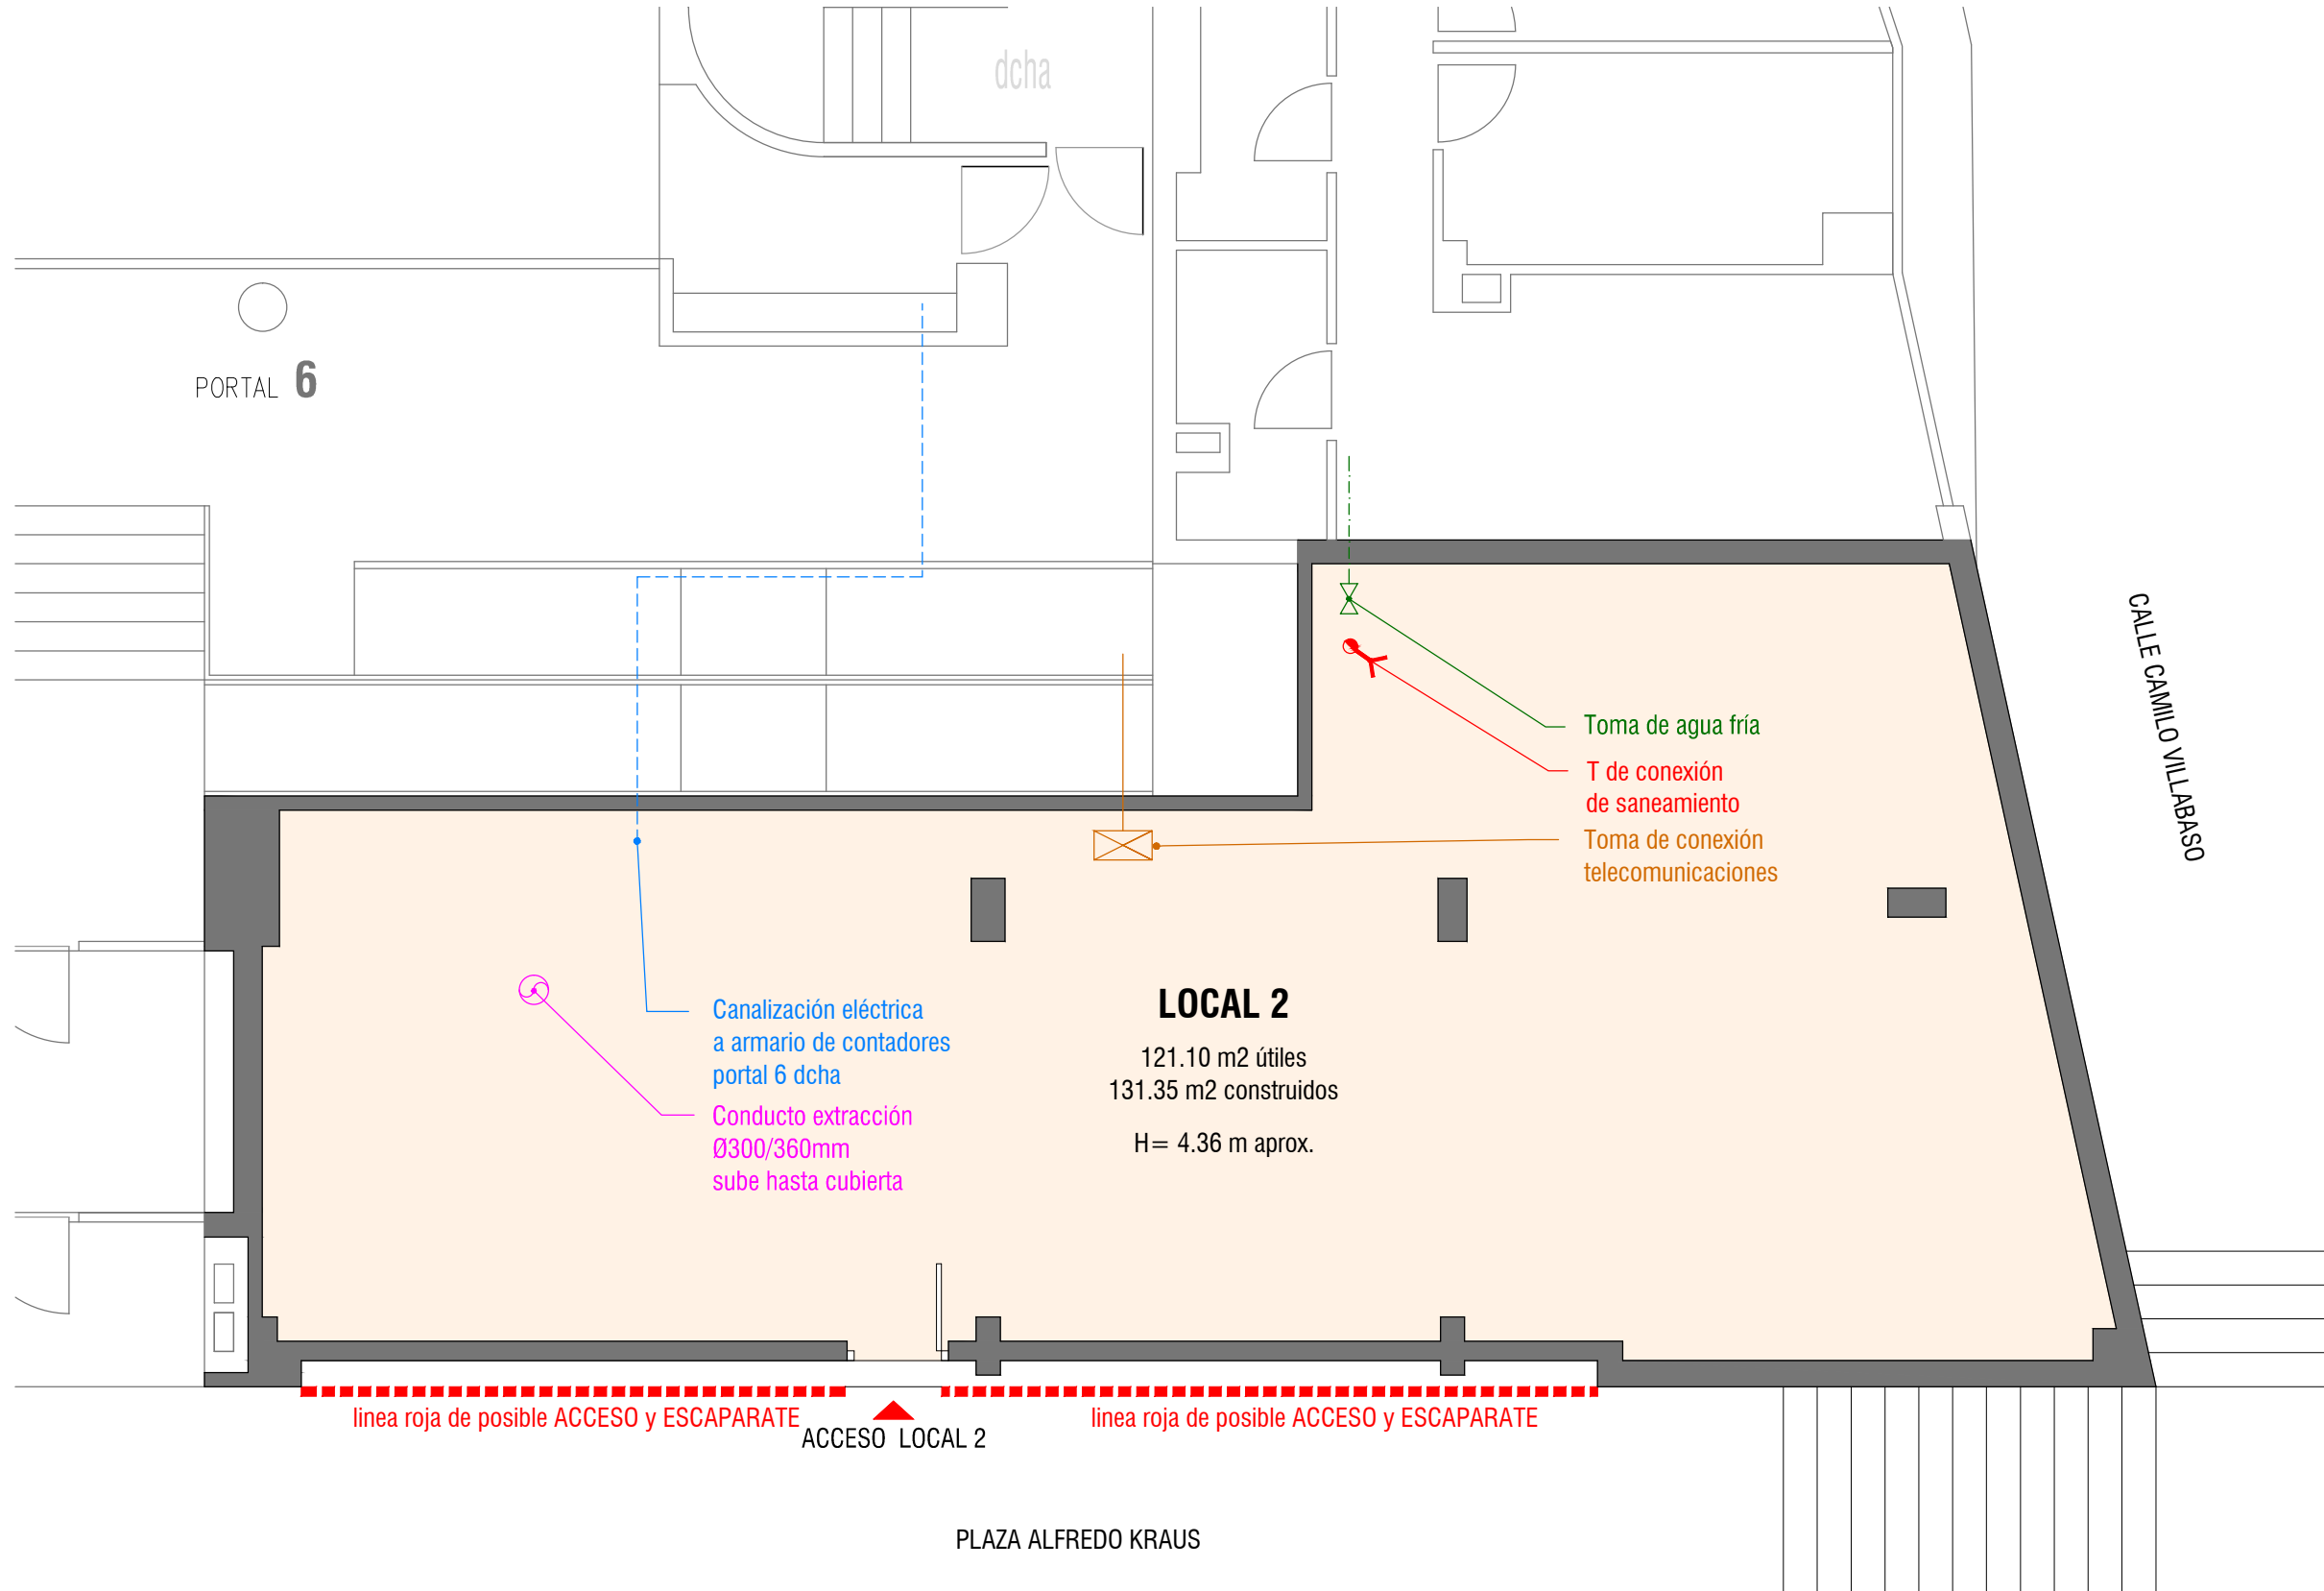 dcha
PORTAL 6
CALLE CAMILO VILLABASO
Toma de agua fría
T de conexión
de saneamiento
Toma de conexión
telecomunicaciones
Canalización eléctrica
a armario de contadores
portal 6 dcha
Conducto extracción
Ø300/360mm
sube hasta cubierta
LOCAL 2
121.10 m2 útiles
131.35 m2 construidos
H= 4.36 m aprox.
linea roja de posible ACCESO y ESCAPARATE
linea roja de posible ACCESO y ESCAPARATE
ACCESO LOCAL 2
PLAZA ALFREDO KRAUS